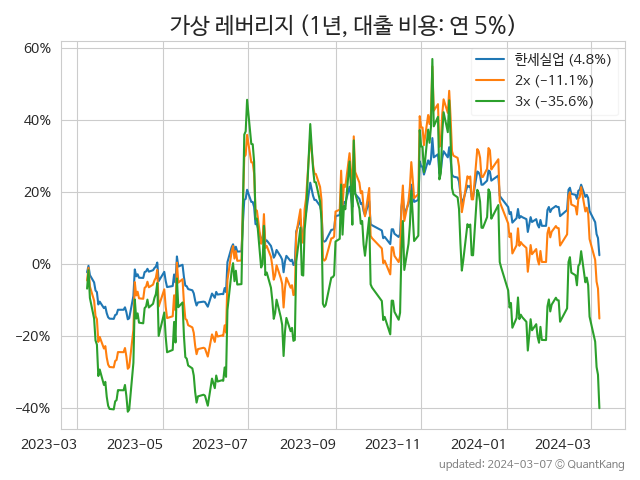 가상 레버리지 (1년, 대출 비용: 연 5%)
한세실업 (4.8%)
2x (−11.1%)
3x (−35.6%)
60%
40%
20%
0%
−20%
−40%
2023−03 2023−05 2023−07 2023−09 2023−11 2024−01 2024−03
updated: 2024−03−07 © QuantKang